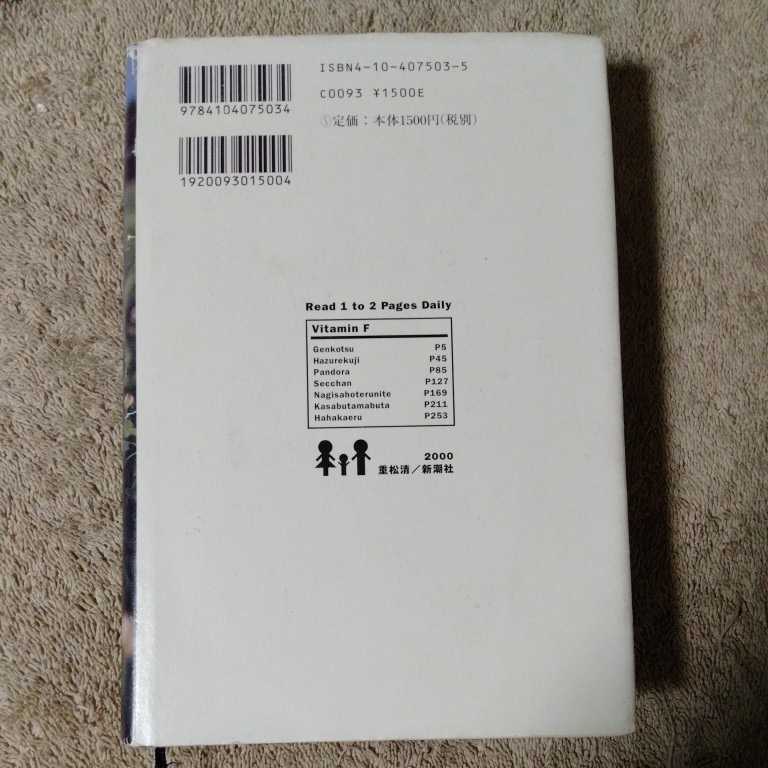 ISBN4-10-407503-5
9784104075034
C0093 ¥1500E
定価:本体1500円(税別)
1920093015004
Read 1 to 2 Pages Daily
Vitamin F
Genkotsu P5
Hazurekuji P45
Pandora P85
Secchan P127
Nagisahoterunite P169
Kasabutamabuta P211
Hahakaeru P253
2000
重松清/新潮社